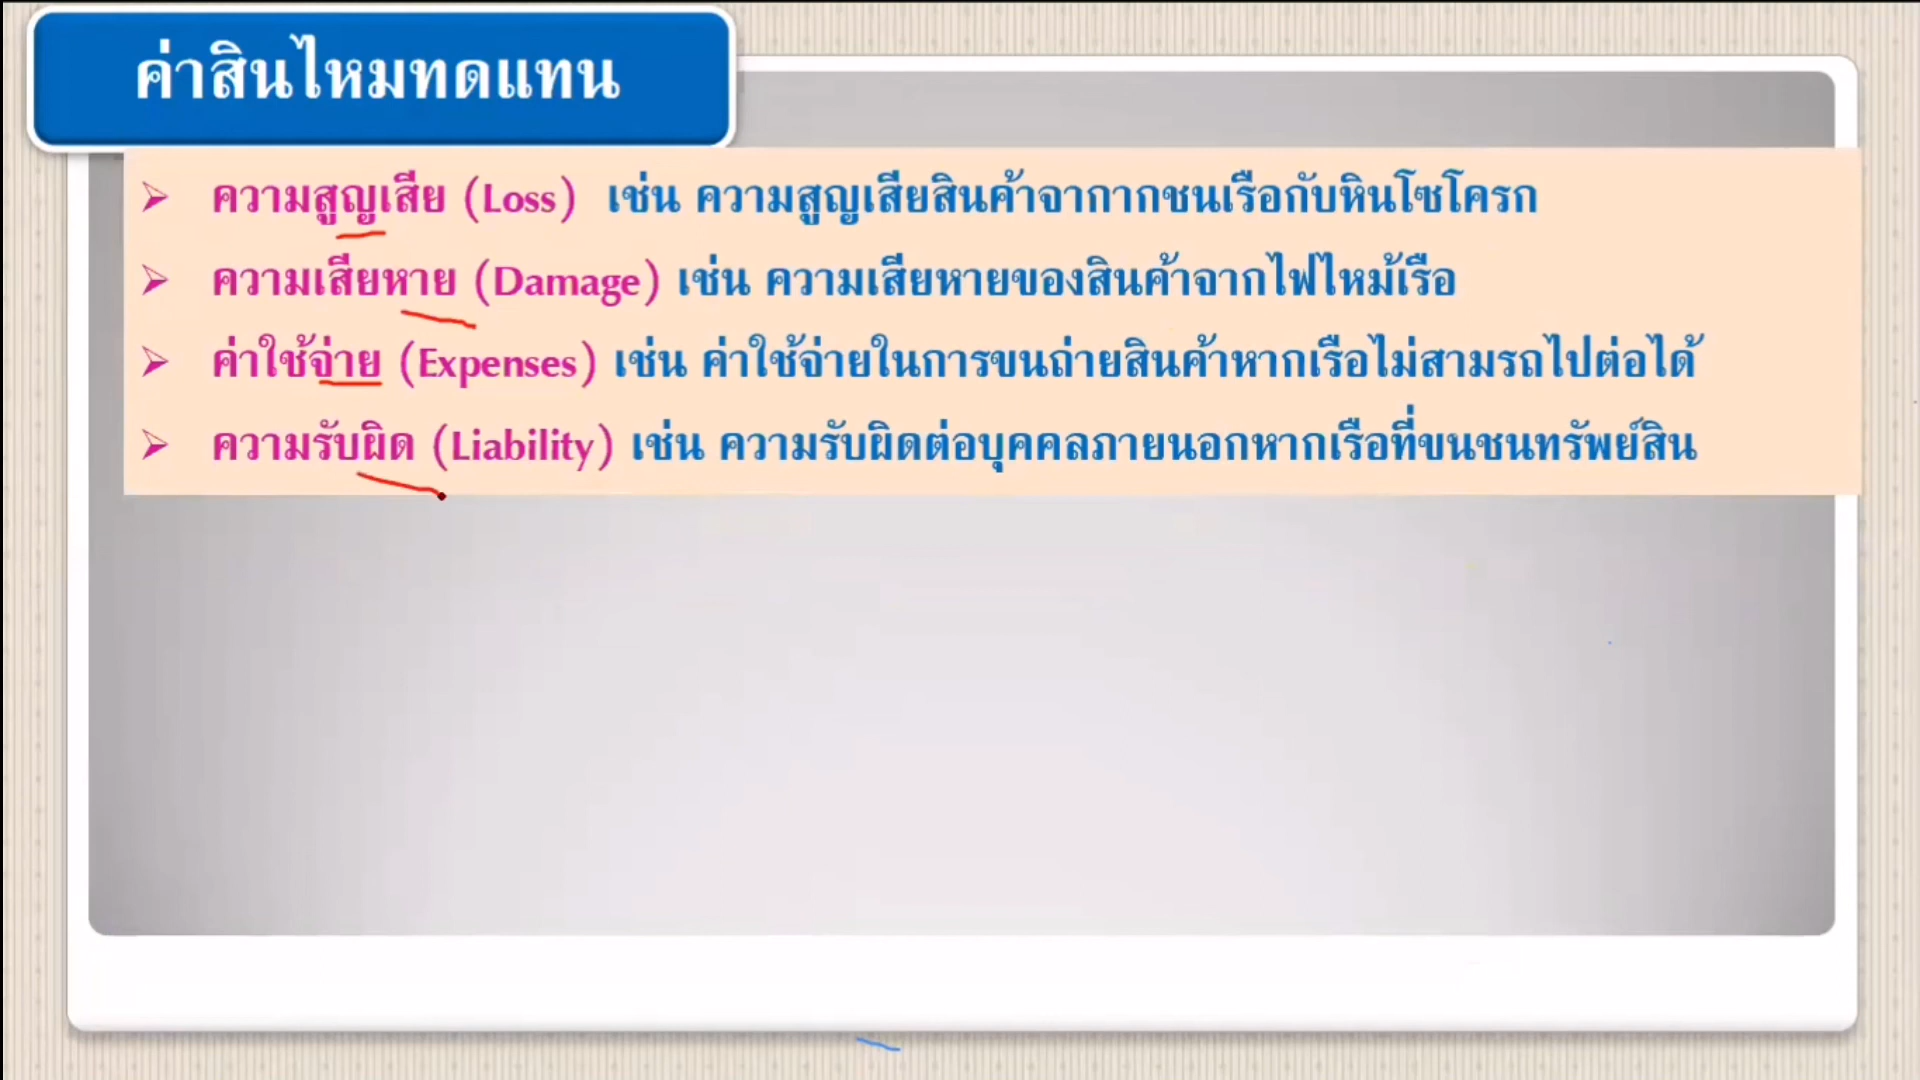 ค่าสินไหมทดแทน
➢ ความสูญเสีย (Loss) เช่น ความสูญเสียสินค้าจากากชนเรือกับหินโซโครก
➢ ความเสียหาย (Damage) เช่น ความเสียหายของสินค้าจากไฟไหม้เรือ
➢ ค่าใช้จ่าย (Expenses) เช่น ค่าใช้จ่ายในการขนถ่ายสินค้าหากเรือไม่สามรถไปต่อได้
➢ ความรับผิด (Liability) เช่น ความรับผิดต่อบุคคลภายนอกหากเรือที่ขนชนทรัพย์สิน